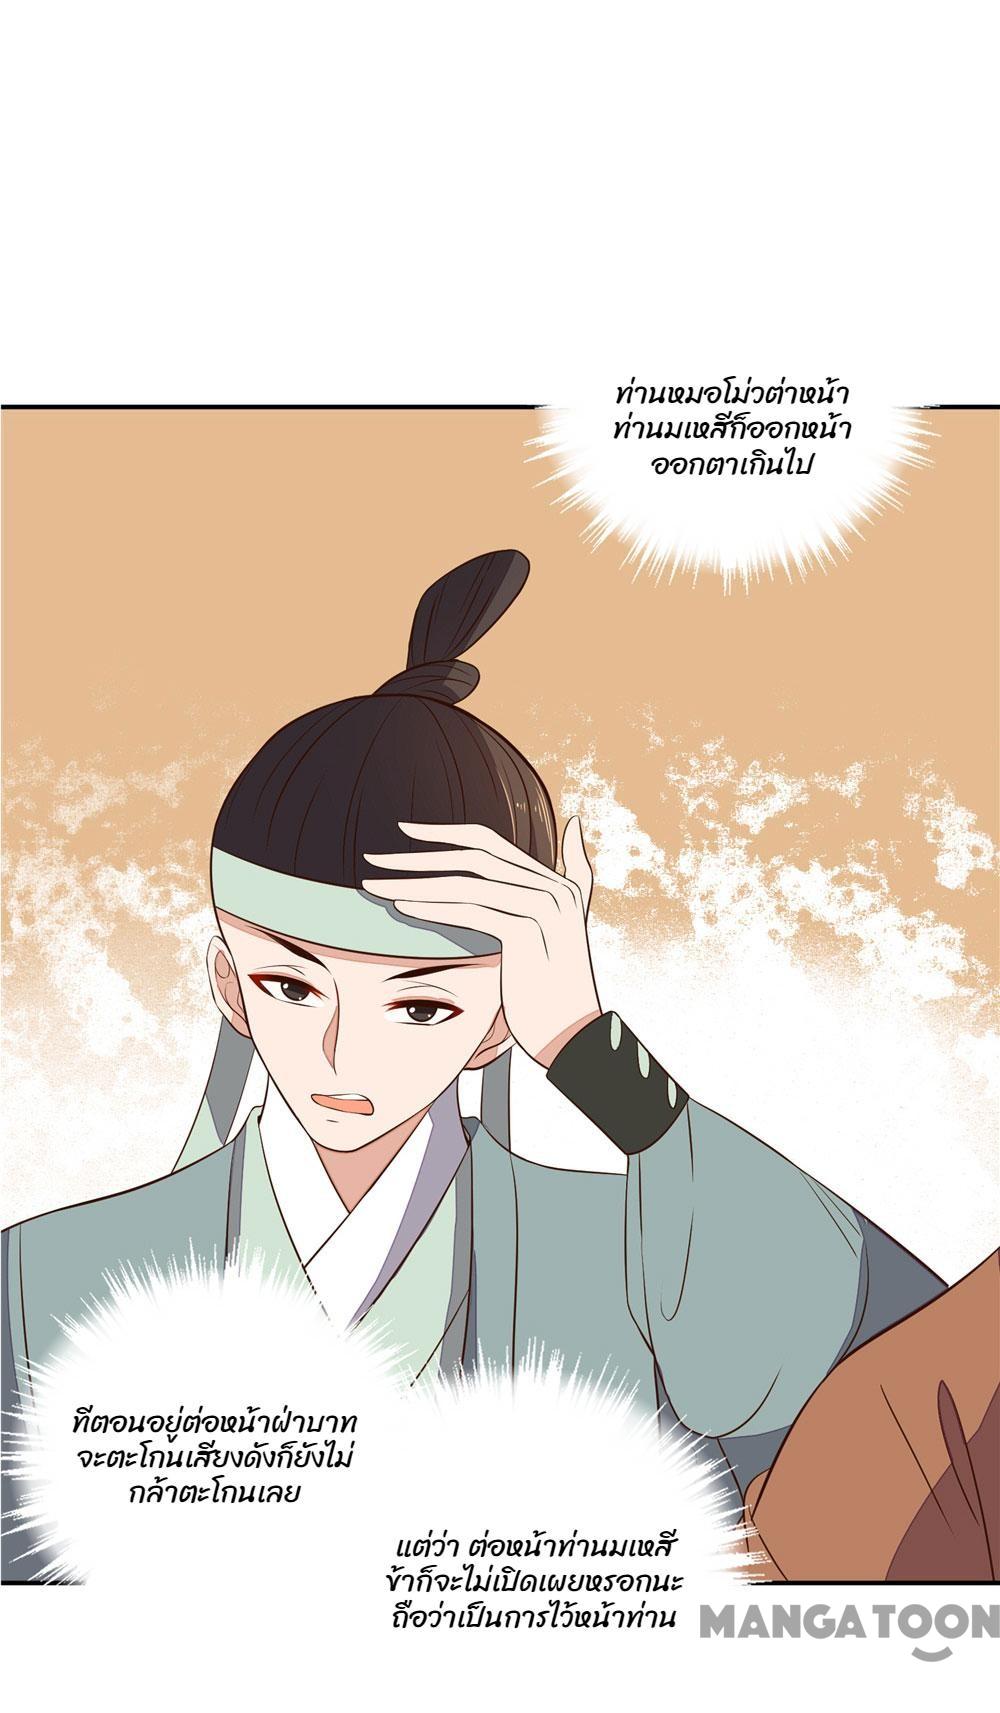 ท่านหมอโม่วต่าหน้า
ท่านมเหสีก็ออกหน้า
ออกตาเกินไป
ทีตอนอยู่ต่อหน้าฝ่าบาท
จะตะโกนเสียงดังก็ยังไม่
กล้าตะโกนเลย
แต่ว่า ต่อหน้าท่านมเหสี
ข้าก็จะไม่เปิดเผยหรอกนะ
ถือว่าเป็นการไว้หน้าท่าน
MANGATOON